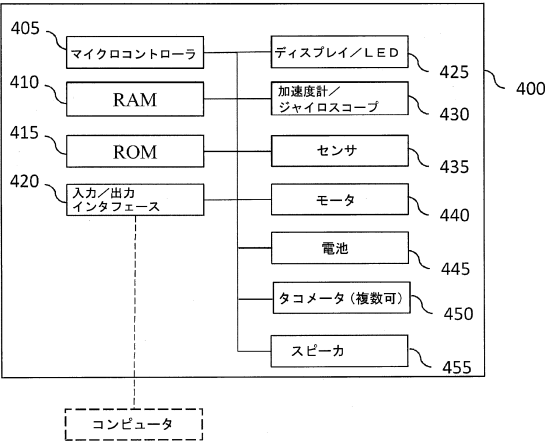 405
マイクロコントローラ
410
RAM
415
ROM
420
入力／出力
インタフェース
ディスプレイ／LED
425
加速度計／
ジャイロスコープ
430
センサ
435
モータ
440
電池
445
タコメータ（複数可）
450
スピーカ
455
400
コンピュータ